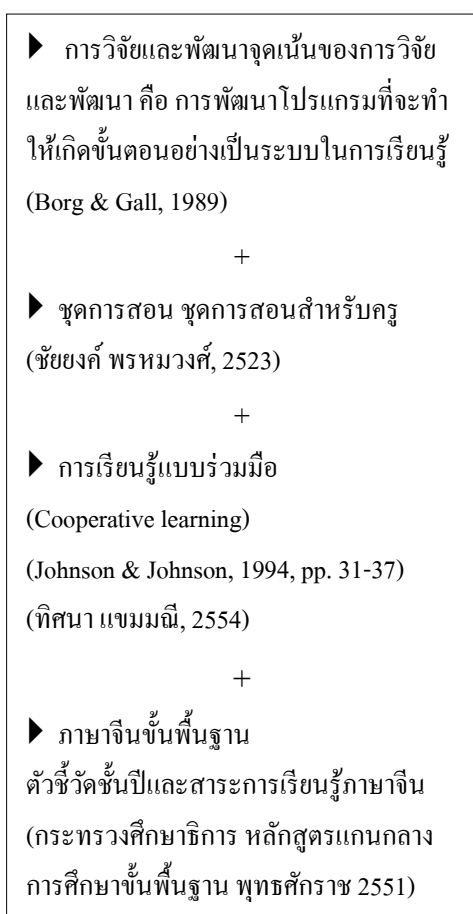 ▶ การวิจัยและพัฒนาจุดเน้นของการวิจัย
และพัฒนา คือ การพัฒนาโปรแกรมที่จะทำ
ให้เกิดขั้นตอนอย่างเป็นระบบในการเรียนรู้
(Borg & Gall, 1989)
+
▶ ชุดการสอน ชุดการสอนสำหรับครู
(ชัยยงค์ พรหมวงศ์, 2523)
+
▶ การเรียนรู้แบบร่วมมือ
(Cooperative learning)
(Johnson & Johnson, 1994, pp. 31-37)
(ทิศนา แขมมณี, 2554)
+
▶ ภาษาจีนขั้นพื้นฐาน
ตัวชี้วัดชั้นปีและสาระการเรียนรู้ภาษาจีน
(กระทรวงศึกษาธิการ หลักสูตรแกนกลาง
การศึกษาขั้นพื้นฐาน พุทธศักราช 2551)